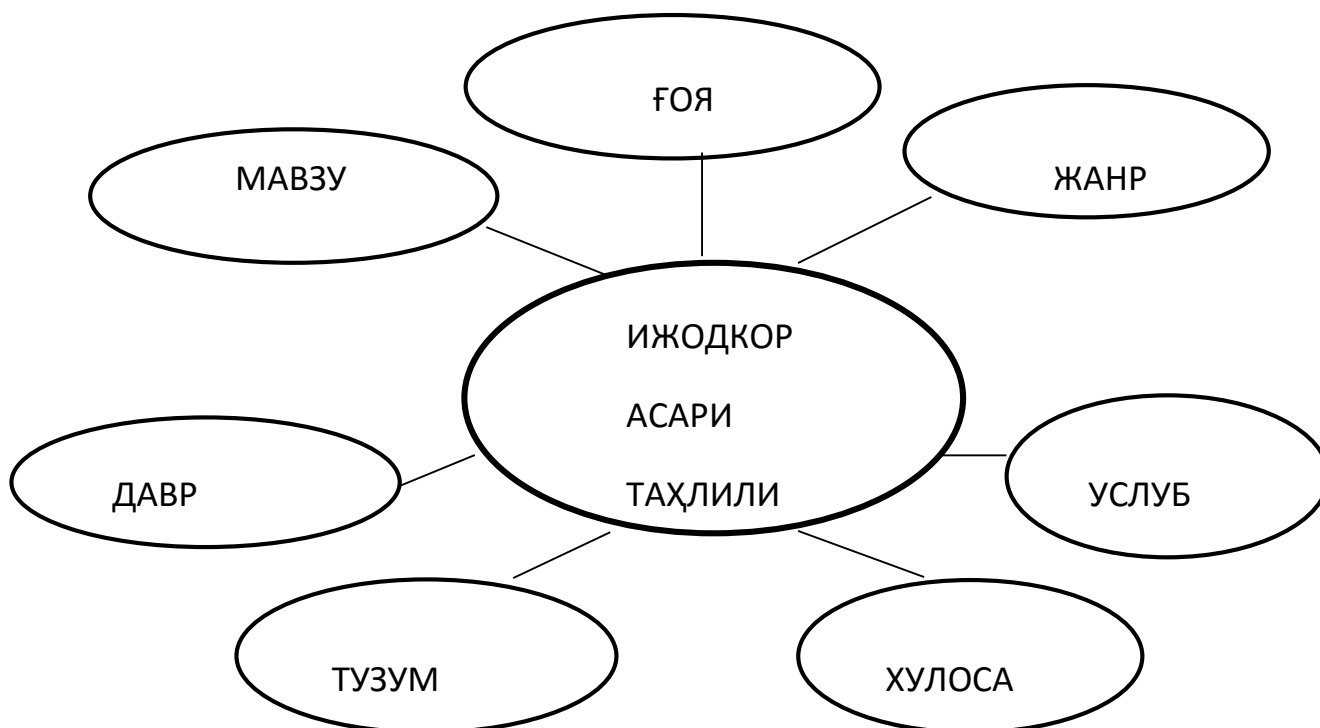 ҒОЯ
МАВЗУ
ЖАНР
ИЖОДКОР
АСАРИ
ТАҲЛИЛИ
ДАВР
УСЛУБ
ТУЗУМ
ХУЛОСА